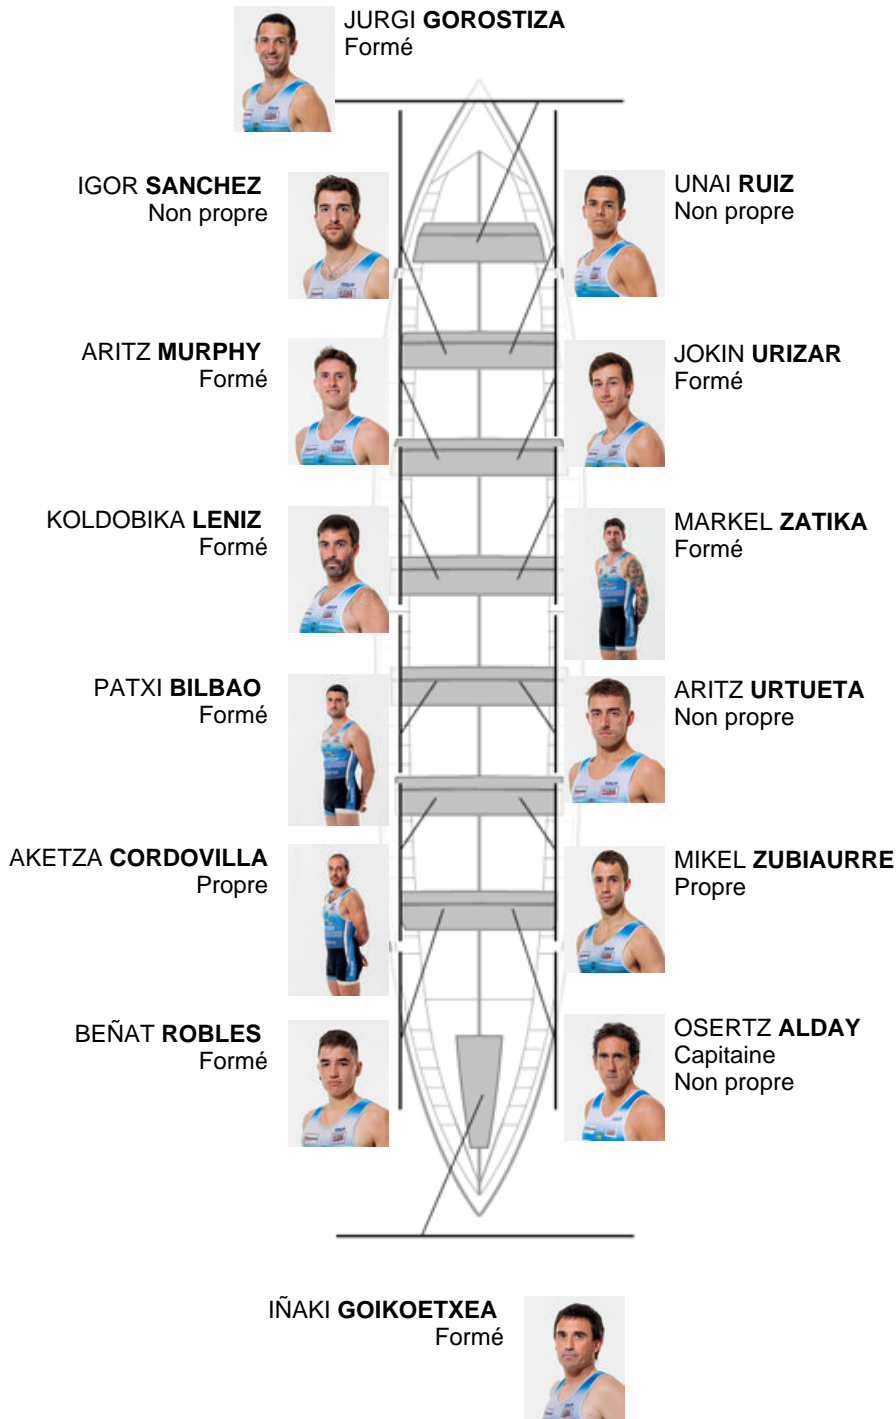 JURGI GOROSTIZA
Formé
IGOR SANCHEZ
Non propre
UNAI RUIZ
Non propre
ARITZ MURPHY
Formé
JOKIN URIZAR
Formé
KOLDOBIKA LENIZ
Formé
MARKEL ZATIKA
Formé
PATXI BILBAO
Formé
ARITZ URTUETA
Non propre
AKETZA CORDOVILLA
Propre
MIKEL ZUBIAURRE
Propre
BEÑAT ROBLES
Formé
OSERTZ ALDAY
Capitaine
Non propre
IÑAKI GOIKOETXEA
Formé